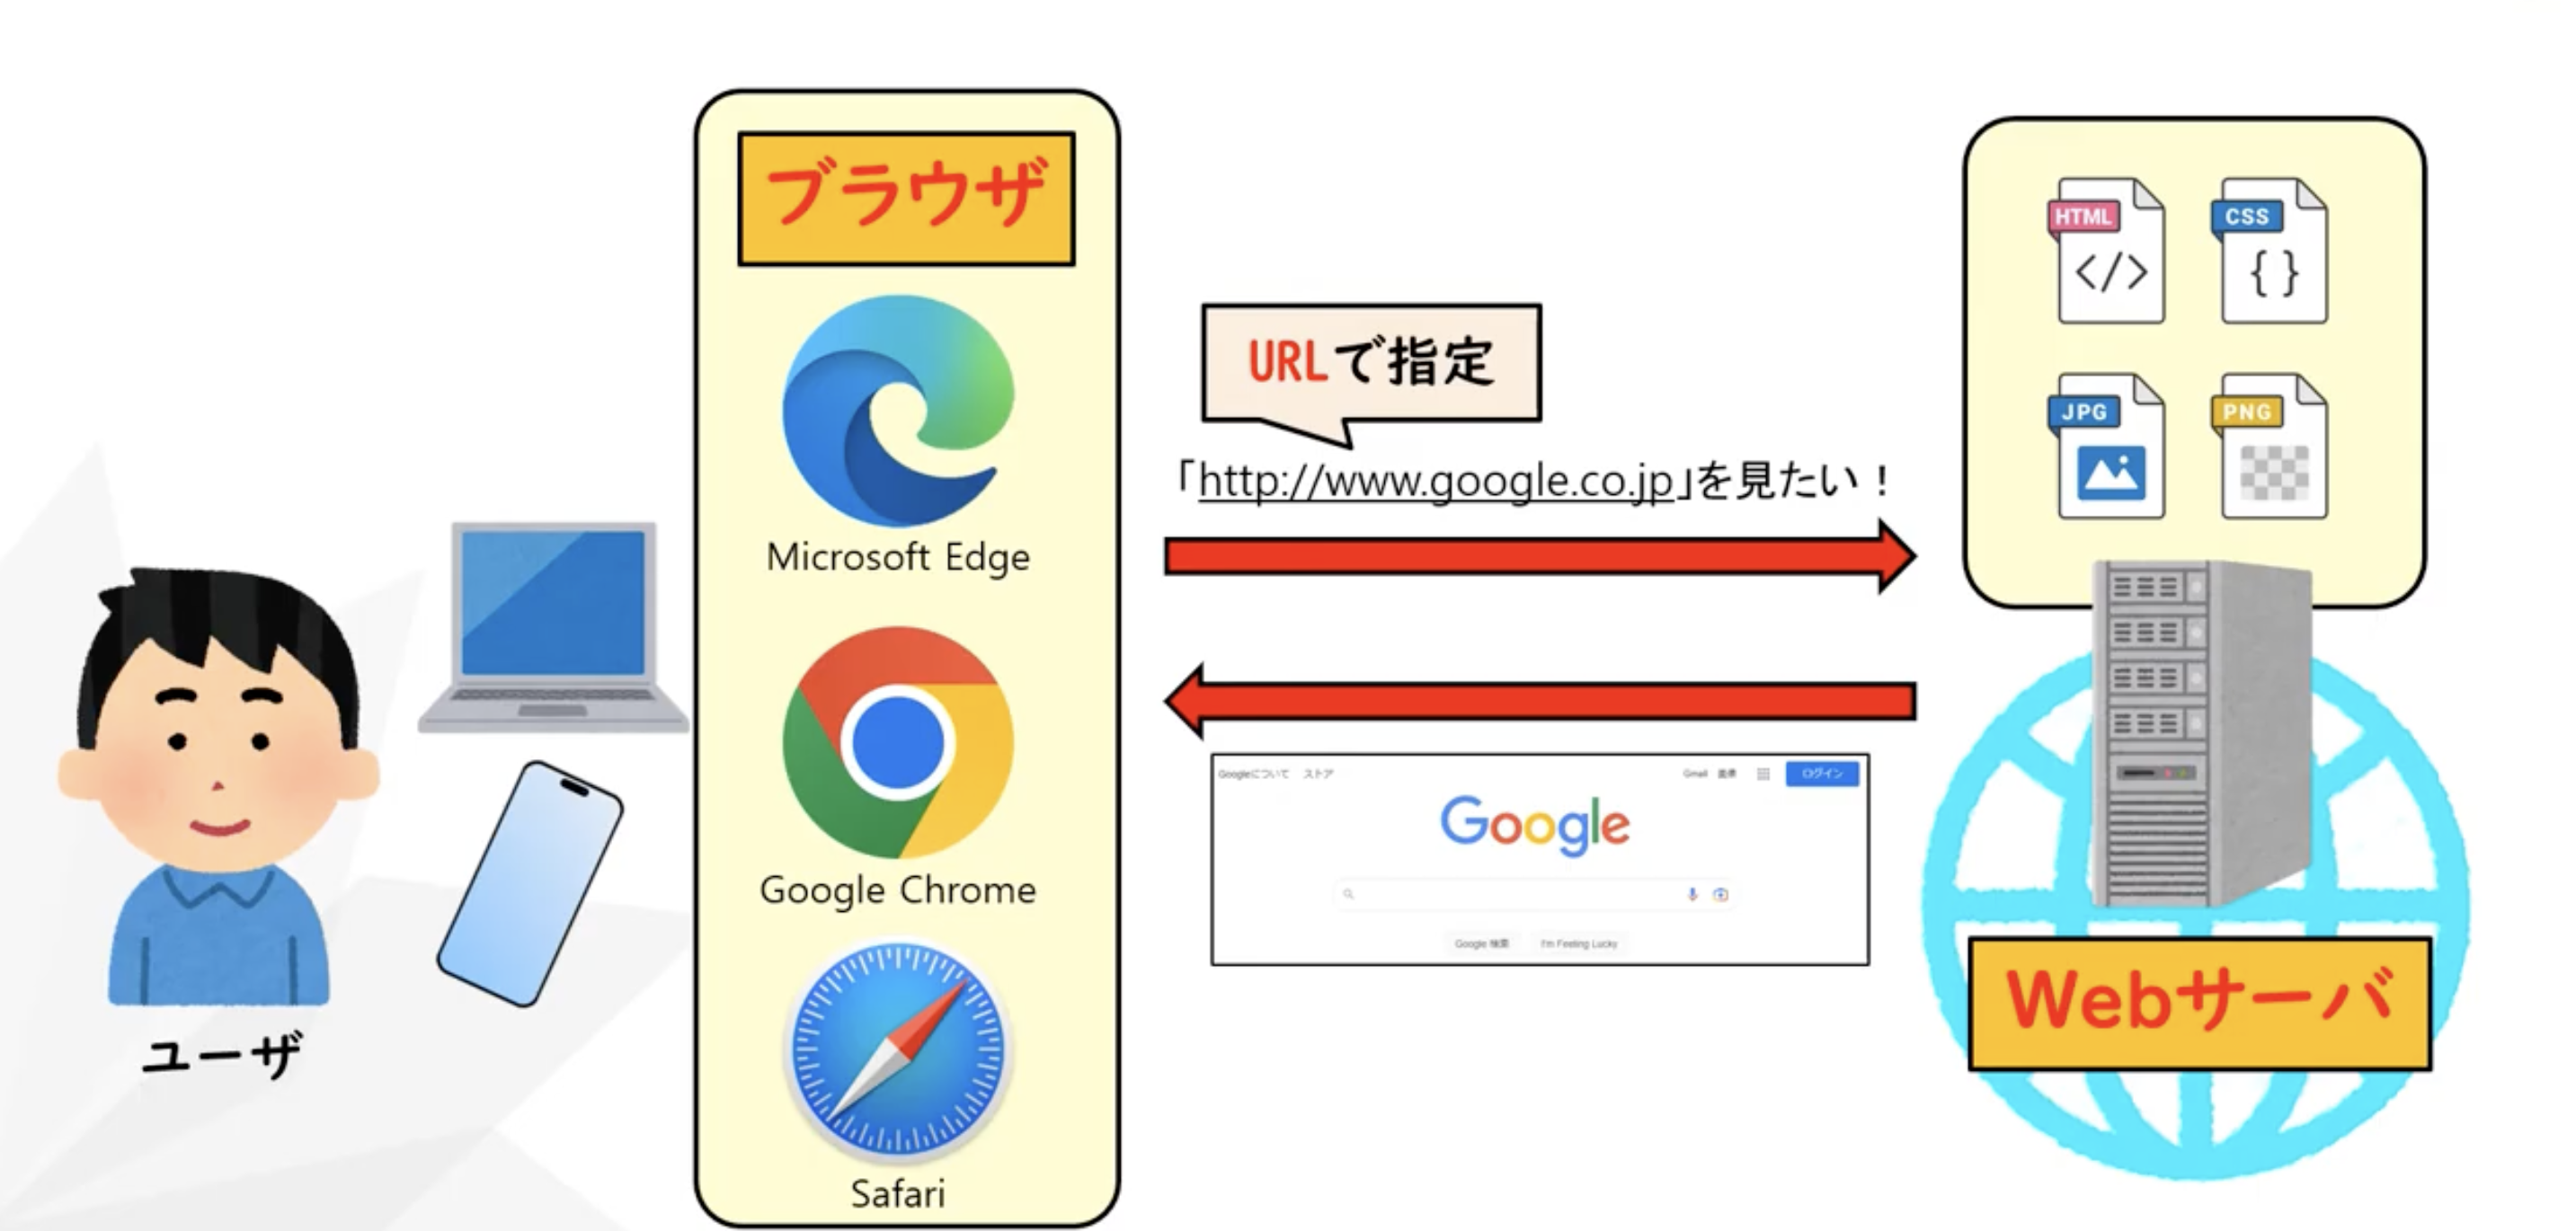 ブラウザ
Microsoft Edge
Google Chrome
Safari
ユーザ
URLで指定
「http://www.google.co.jp」を見たい！
Googleについて ストア
Gmail 画像
ログイン
Google
Google 検索
I'm Feeling Lucky
HTML
</>
CSS
{ }
JPG
PNG
Webサーバ